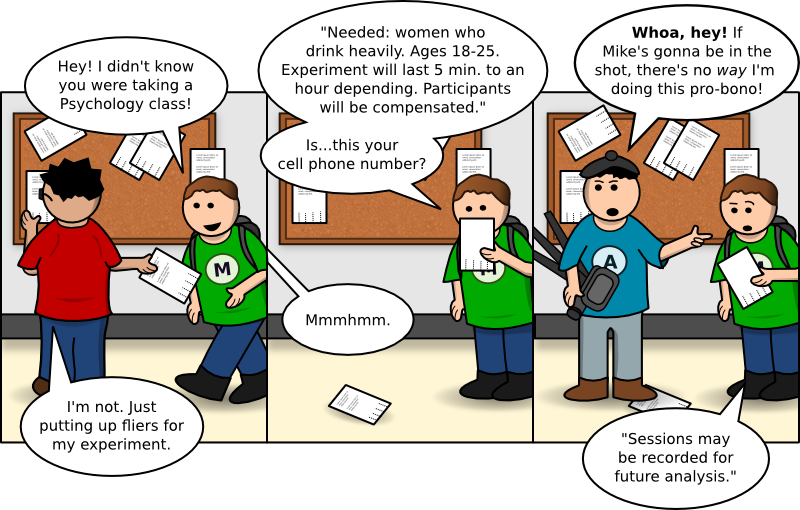 Hey! I didn't know
you were taking a
Psychology class!
M
I'm not. Just
putting up fliers for
my experiment.
"Needed: women who
drink heavily. Ages 18-25.
Experiment will last 5 min. to an
hour depending. Participants
will be compensated."
Is...this your
cell phone number?
Mmmhmm.
Whoa, hey! If
Mike's gonna be in the
shot, there's no way I'm
doing this pro-bono!
A
"Sessions may
be recorded for
future analysis."